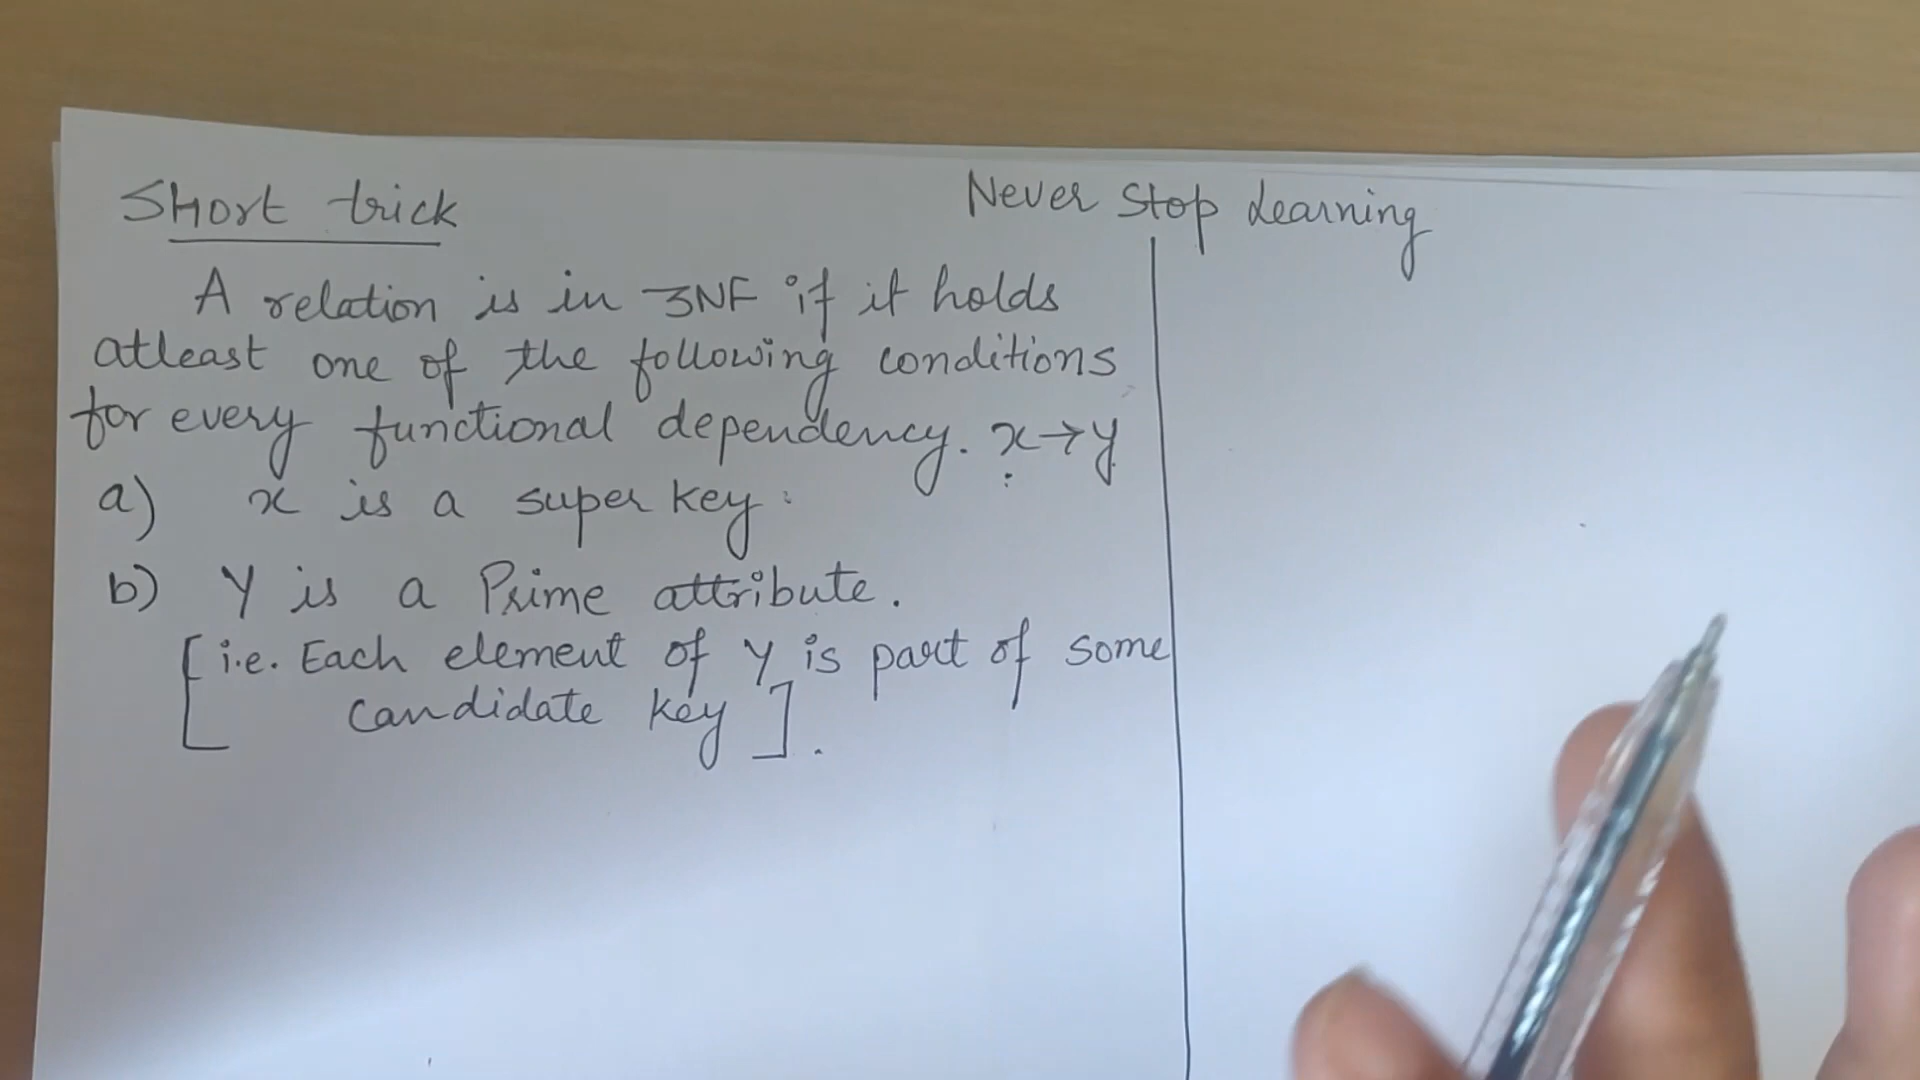 Short trick
Never Stop Learning
A relation is in 3NF if it holds
atleast one of the following conditions
for every functional dependency. x→y
a) x is a super key.
b) Y is a Prime attribute.
[i.e. Each element of Y is part of some
candidate key].